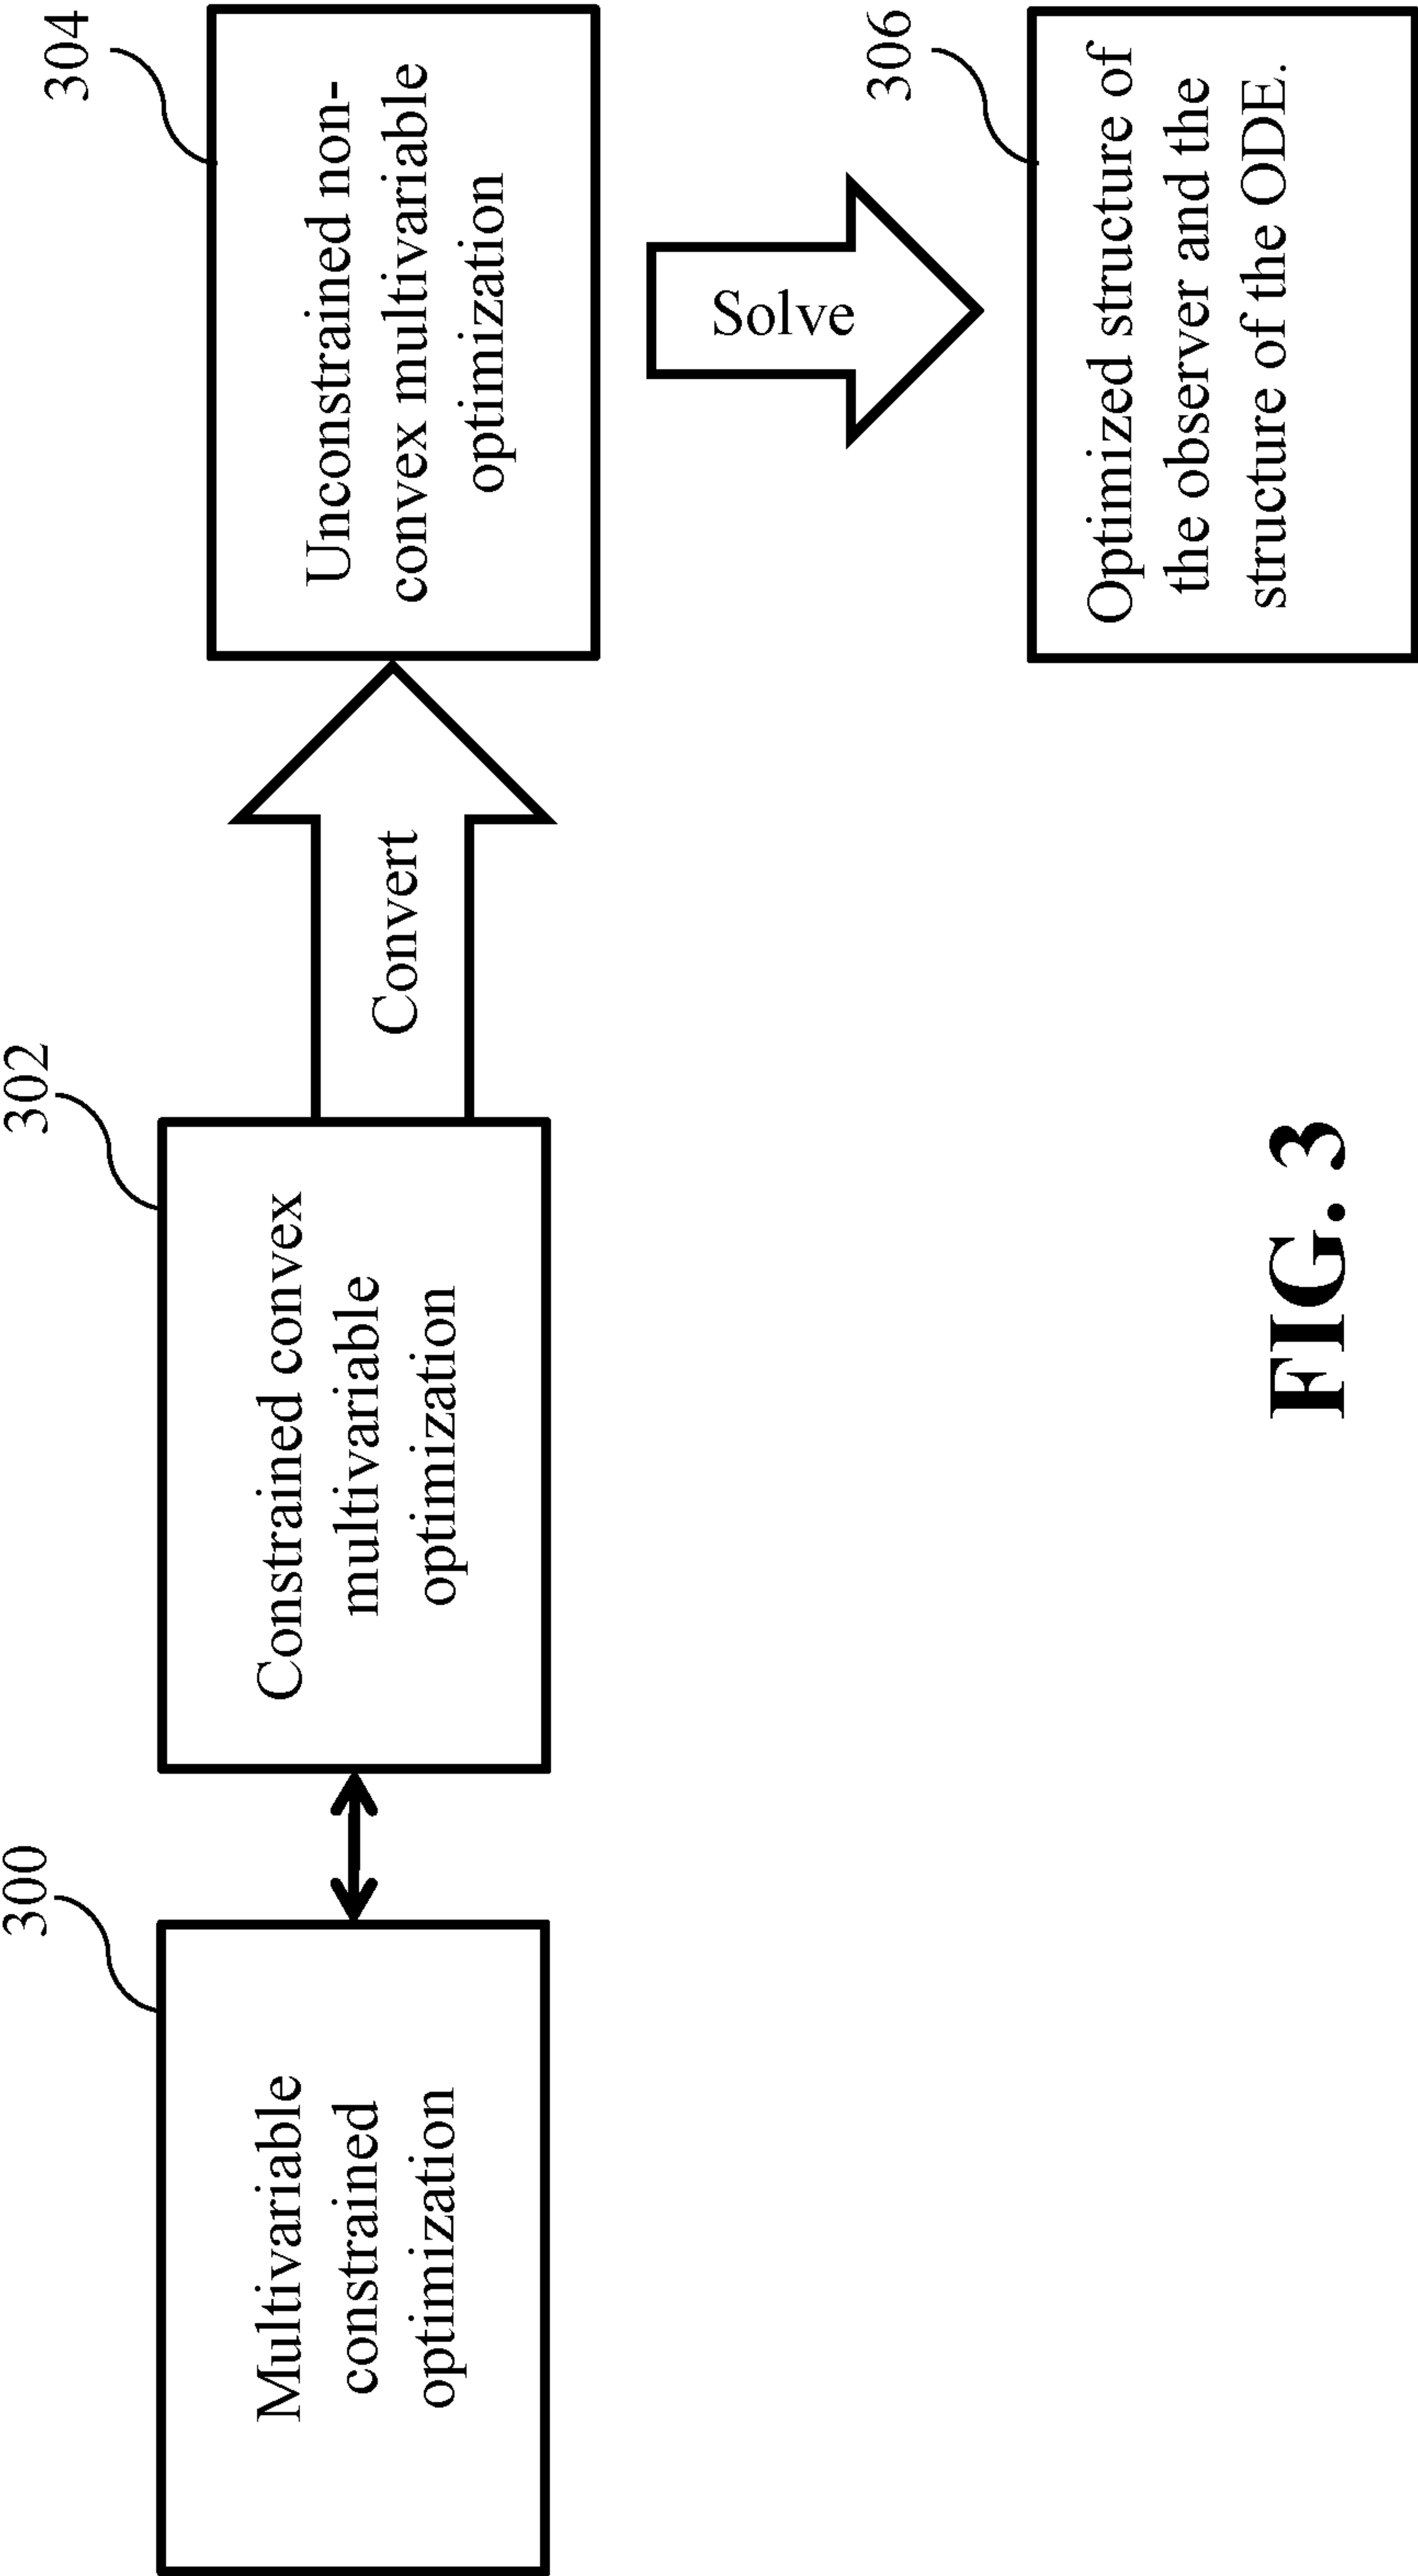 300
Multivariable
constrained
optimization
302
Constrained convex
multivariable
optimization
Convert
304
Unconstrained non-
convex multivariable
optimization
Solve
306
Optimized structure of
the observer and the
structure of the ODE.
FIG. 3